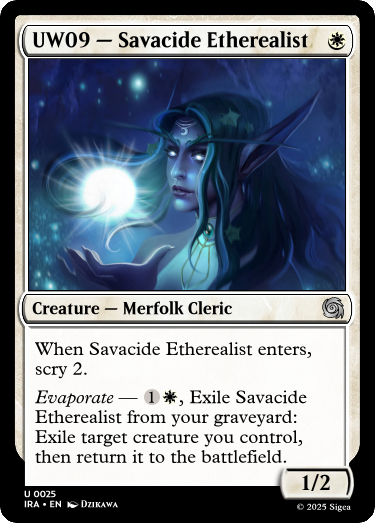 UW09 — Savacide Etherealist
Creature — Merfolk Cleric
When Savacide Etherealist enters,
scry 2.
Evaporate — 1, Exile Savacide
Etherealist from your graveyard:
Exile target creature you control,
then return it to the battlefield.
1/2
U 0025
IRA • EN Dzikawa
© 2025 Sigea